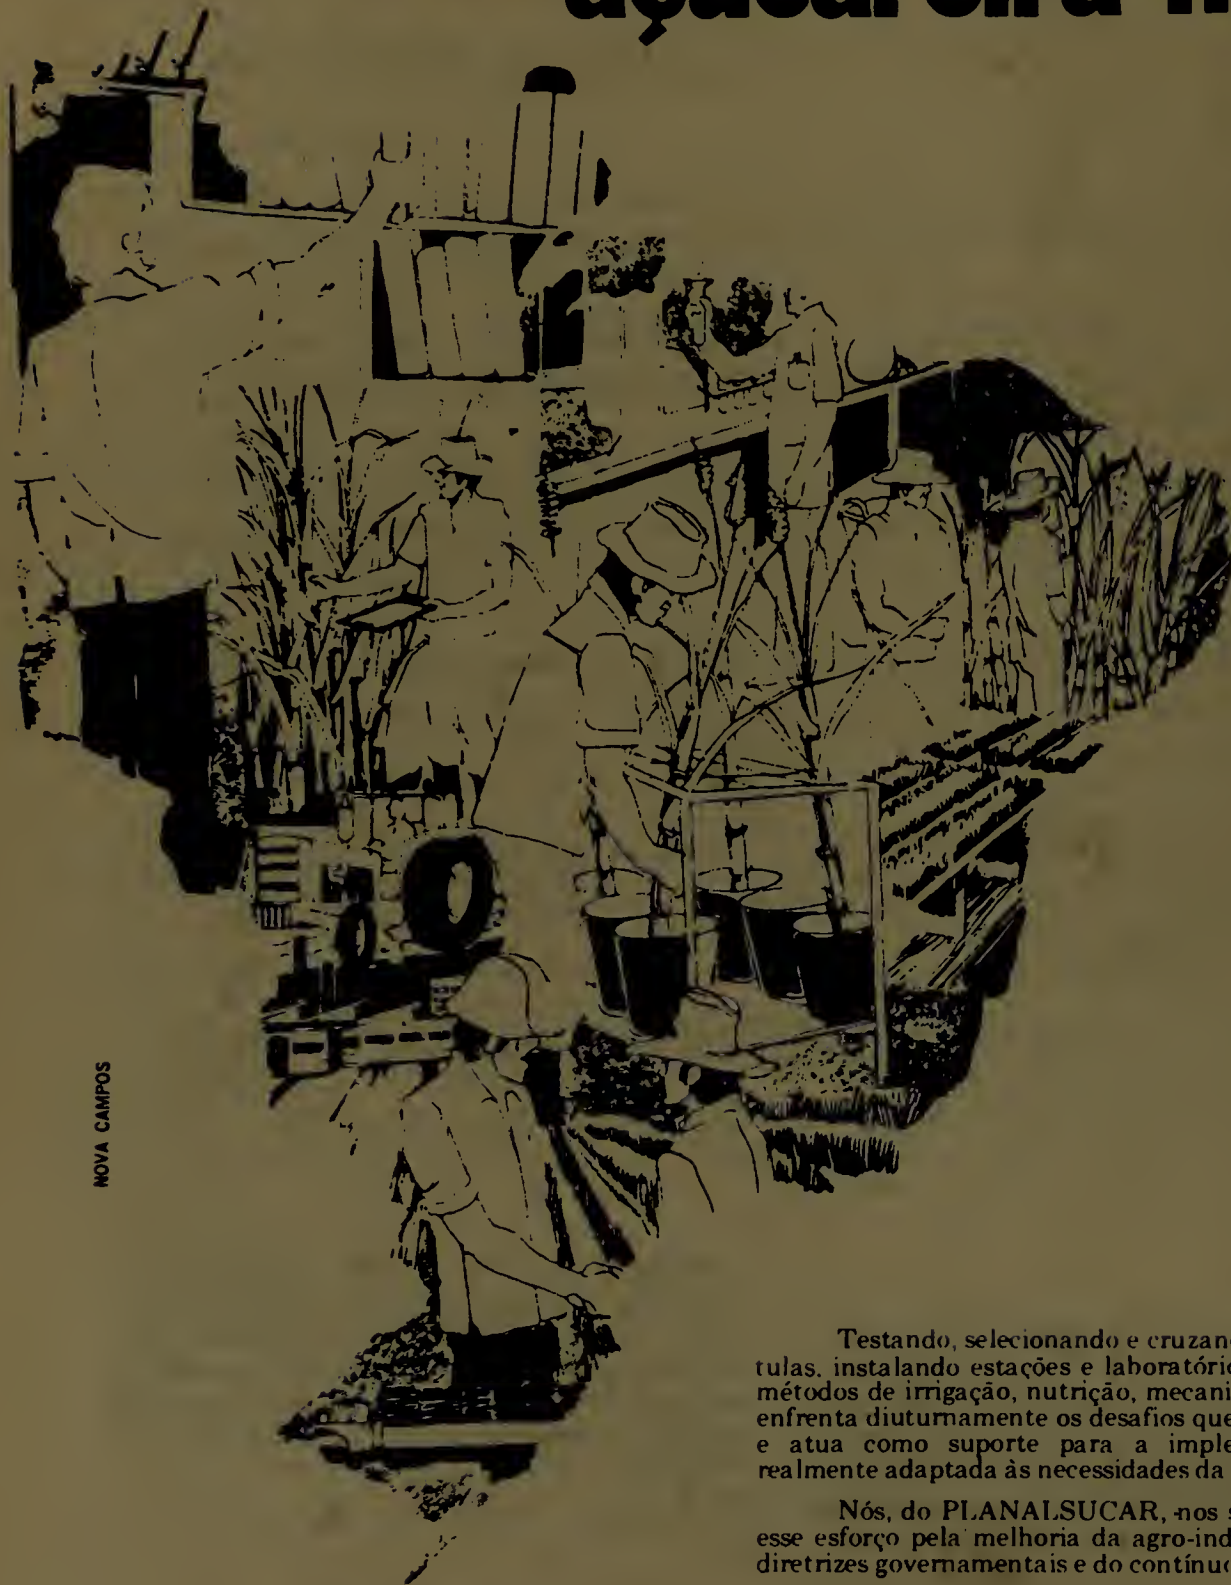 açucareira n
NOVA CAMPOS
Testando, selecionando e cruzan
tulas, instalando estações e laboratóri
métodos de irrigação, nutrição, mecani
enfrenta diuturnamente os desafios que
e atua como suporte para a imple
realmente adaptada às necessidades da
Nós, do PLANALSUCAR, nos s
esse esforço pela melhoria da agro-ind
diretrizes governamentais e do contínuo